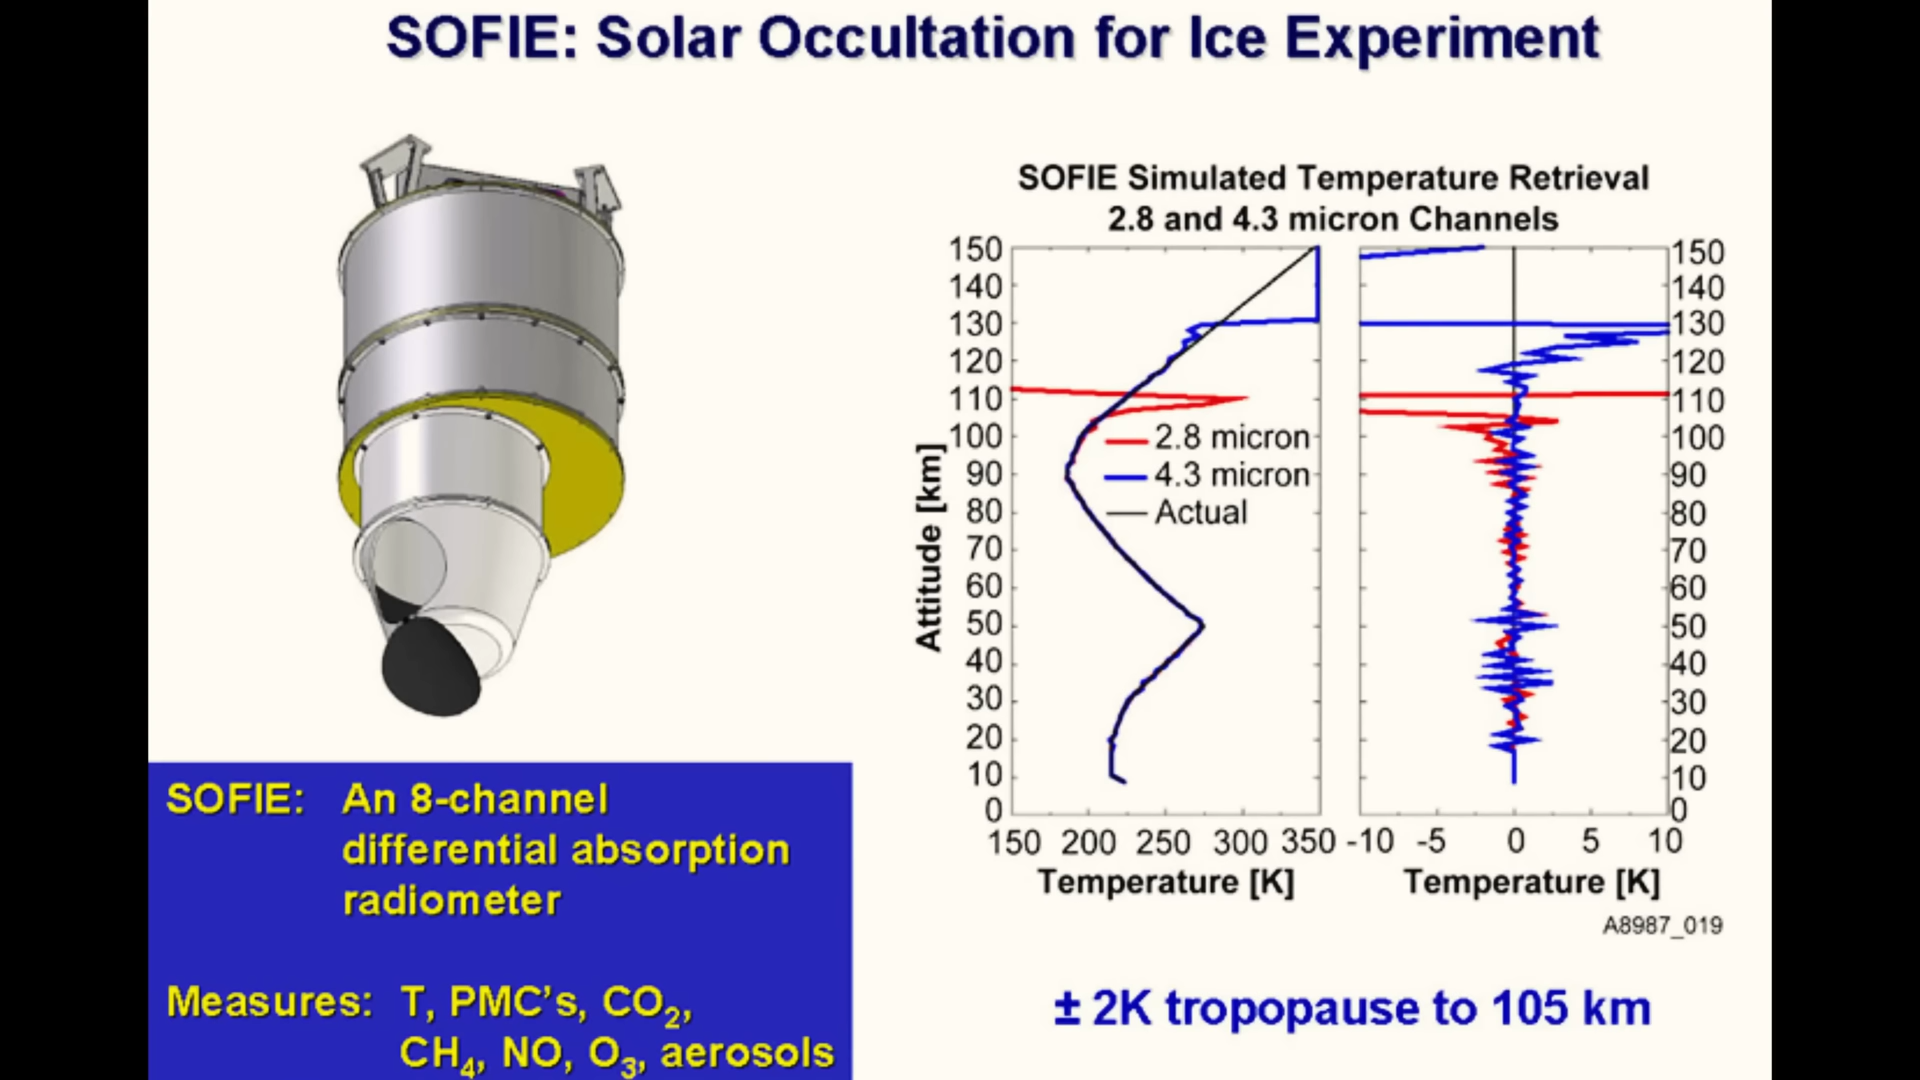 SOFIE: Solar Occultation for Ice Experiment
SOFIE Simulated Temperature Retrieval
2.8 and 4.3 micron Channels
150
140
130
120
110
100
90
80
70
60
50
40
30
20
10
0
Attitude [km]
2.8 micron
4.3 micron
Actual
150 200 250 300 350
Temperature [K]
150
140
130
120
110
100
90
80
70
60
50
40
30
20
10
0
-10 -5 0 5 10
Temperature [K]
A8987_019
± 2K tropopause to 105 km
SOFIE: An 8-channel
differential absorption
radiometer
Measures: T, PMC's, CO₂,
CH₄, NO, O₃, aerosols